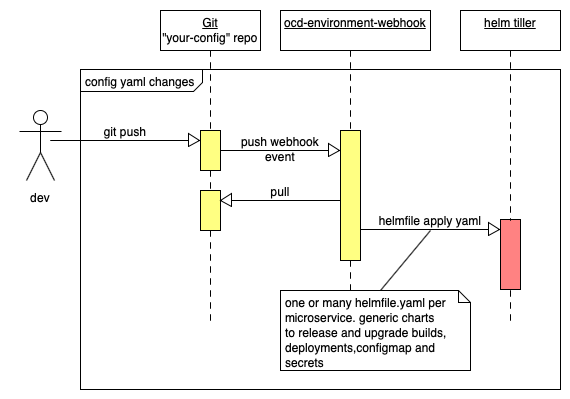 Git
"your-config" repo
ocd-environment-webhook
helm tiller
config yaml changes
git push
push webhook
event
dev
pull
helmfile apply yaml
one or many helmfile.yaml per
microservice. generic charts
to release and upgrade builds,
deployments,configmap and
secrets